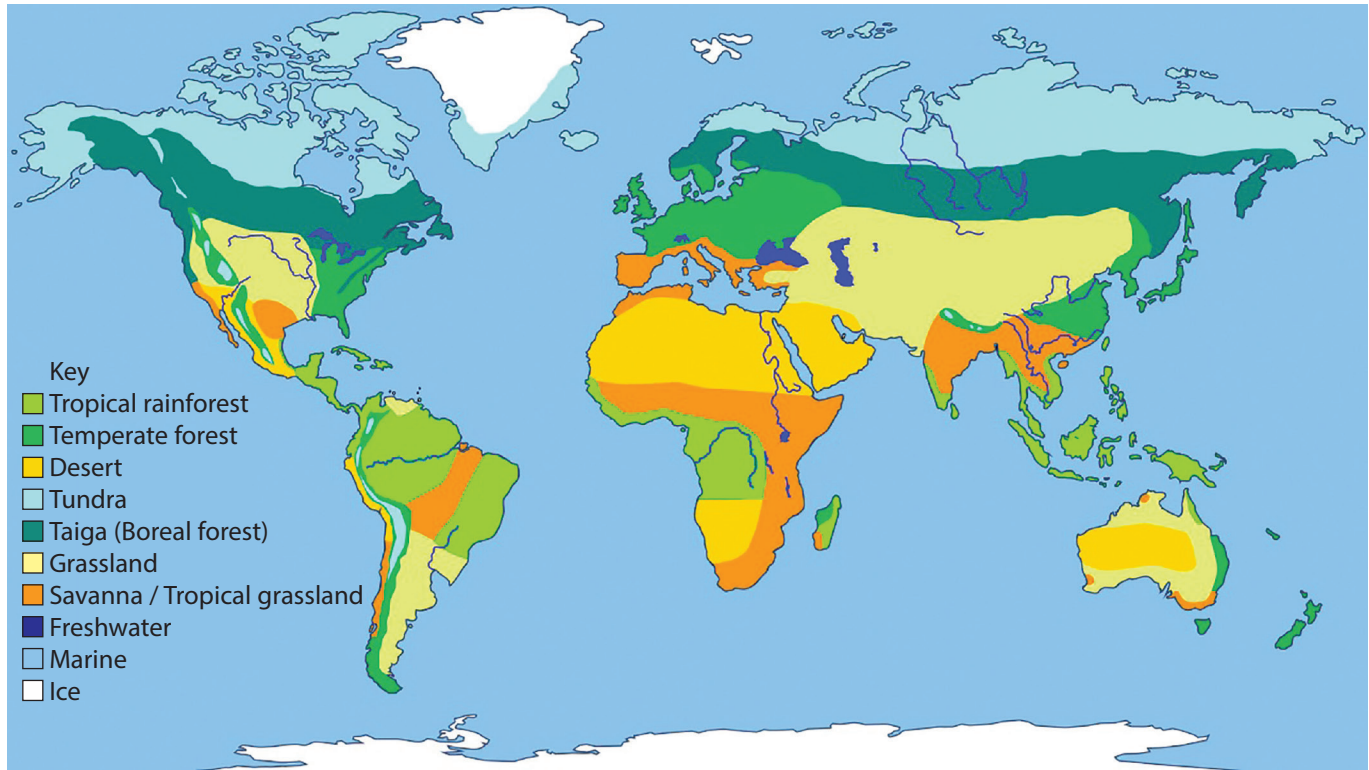 Key
Tropical rainforest
Temperate forest
Desert
Tundra
Taiga (Boreal forest)
Grassland
Savanna / Tropical grassland
Freshwater
Marine
Ice